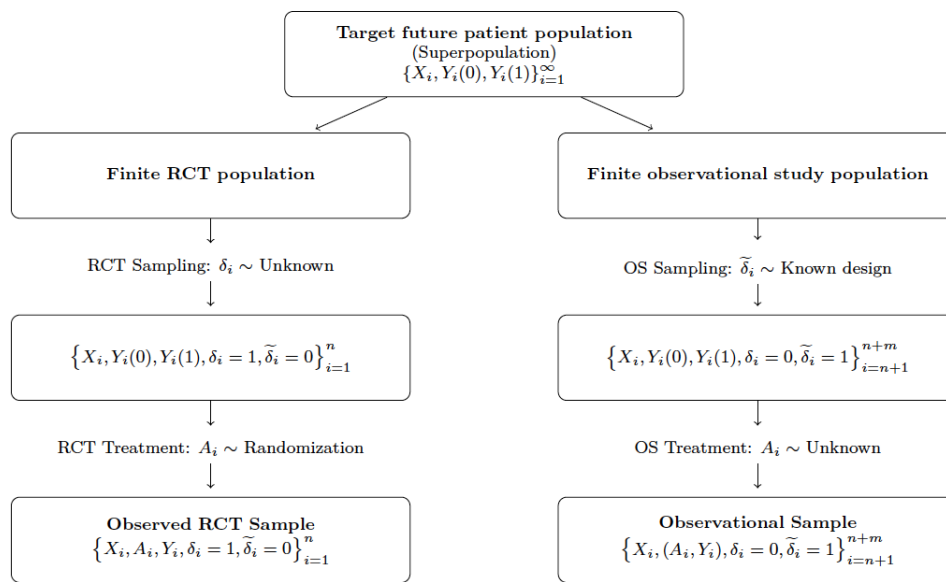 Target future patient population
(Superpopulation)
{X_i, Y_i(0), Y_i(1)}_{i=1}^∞
Finite RCT population
Finite observational study population
RCT Sampling: δ_i ∼ Unknown
OS Sampling: δ̃_i ∼ Known design
{X_i, Y_i(0), Y_i(1), δ_i = 1, δ̃_i = 0}_{i=1}^n
{X_i, Y_i(0), Y_i(1), δ_i = 0, δ̃_i = 1}_{i=n+1}^{n+m}
RCT Treatment: A_i ∼ Randomization
OS Treatment: A_i ∼ Unknown
Observed RCT Sample
{X_i, A_i, Y_i, δ_i = 1, δ̃_i = 0}_{i=1}^n
Observational Sample
{X_i, (A_i, Y_i), δ_i = 0, δ̃_i = 1}_{i=n+1}^{n+m}